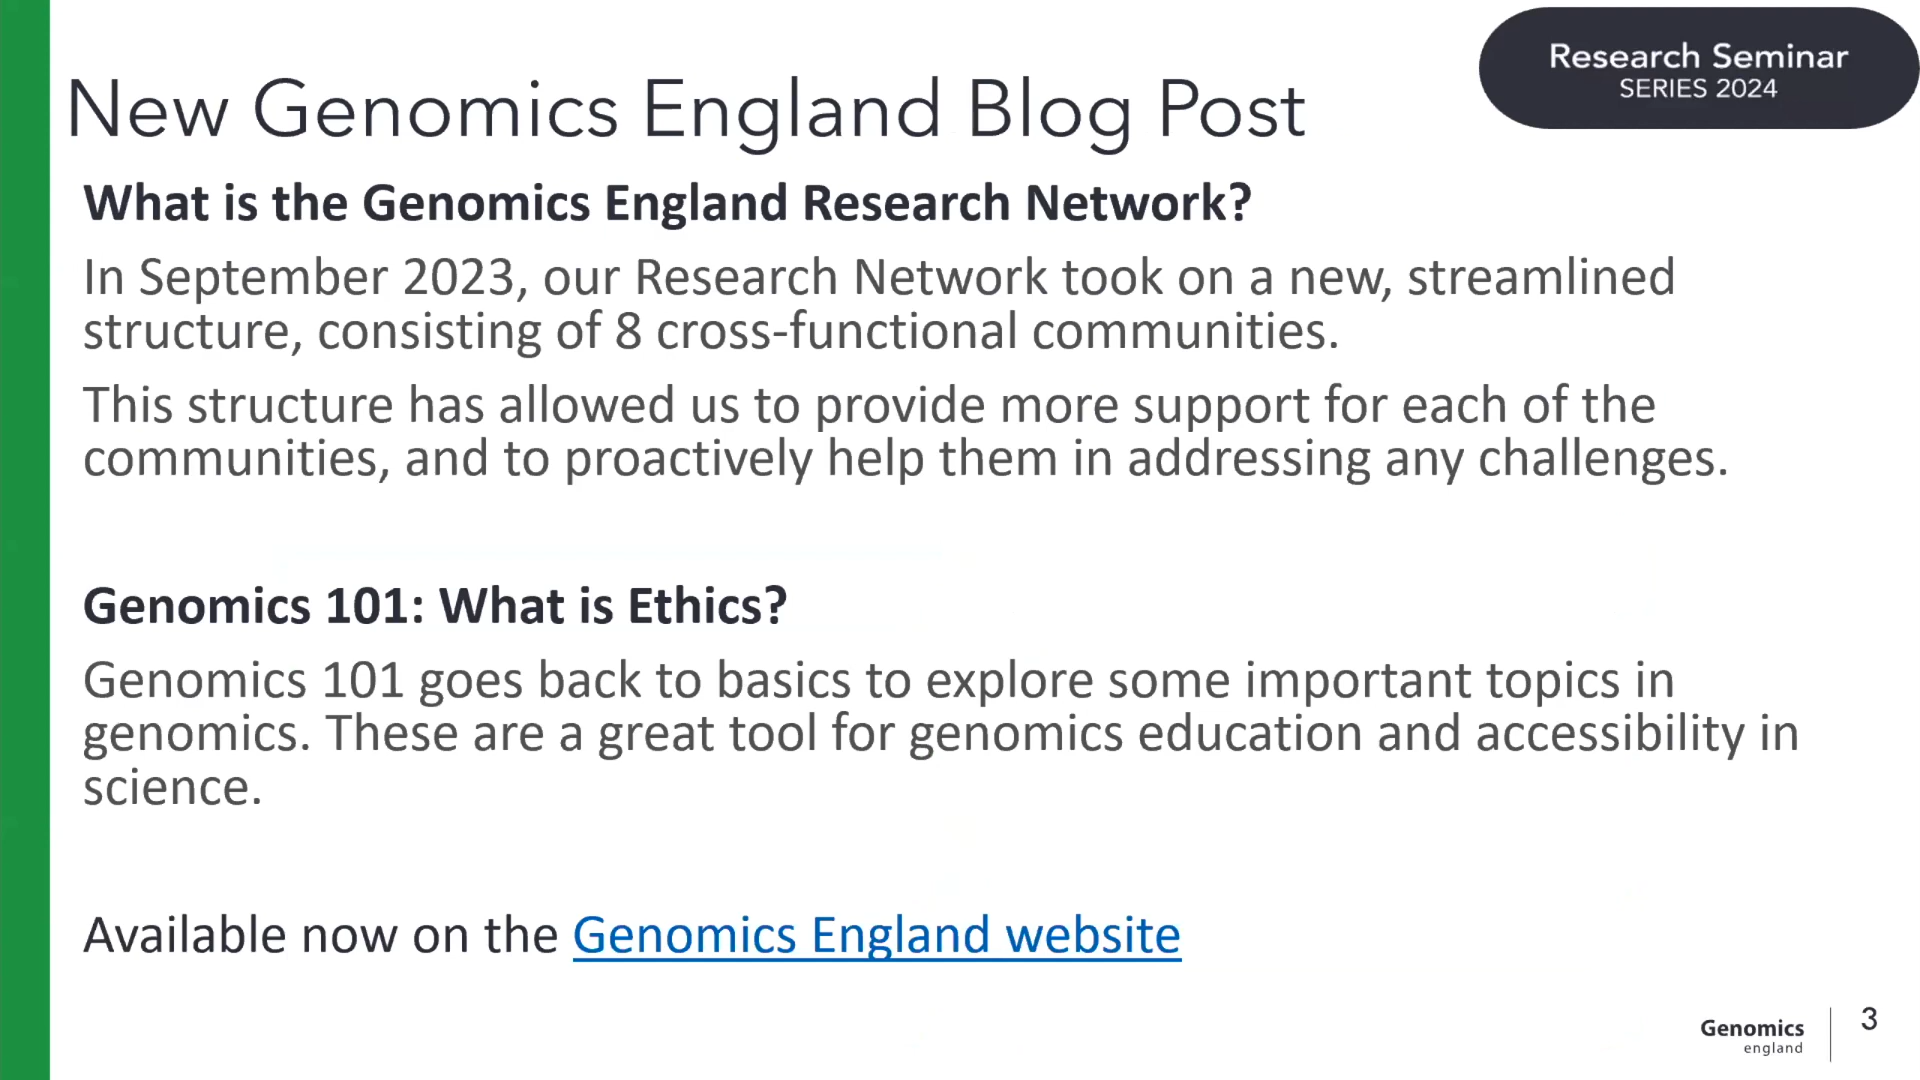 Research Seminar
SERIES 2024
New Genomics England Blog Post
What is the Genomics England Research Network?
In September 2023, our Research Network took on a new, streamlined
structure, consisting of 8 cross-functional communities.
This structure has allowed us to provide more support for each of the
communities, and to proactively help them in addressing any challenges.
Genomics 101: What is Ethics?
Genomics 101 goes back to basics to explore some important topics in
genomics. These are a great tool for genomics education and accessibility in
science.
Available now on the Genomics England website
Genomics
england
3